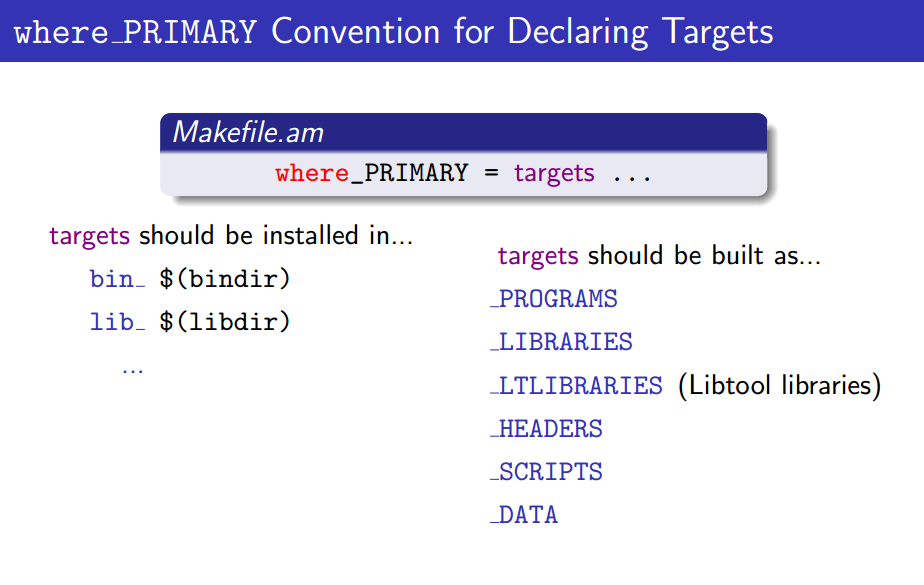 where_PRIMARY Convention for Declaring Targets
Makefile.am
where_PRIMARY = targets ...
targets should be installed in...
bin_ $(bindir)
lib_ $(libdir)
...
targets should be built as...
_PROGRAMS
_LIBRARIES
_LTLIBRARIES (Libtool libraries)
_HEADERS
_SCRIPTS
_DATA